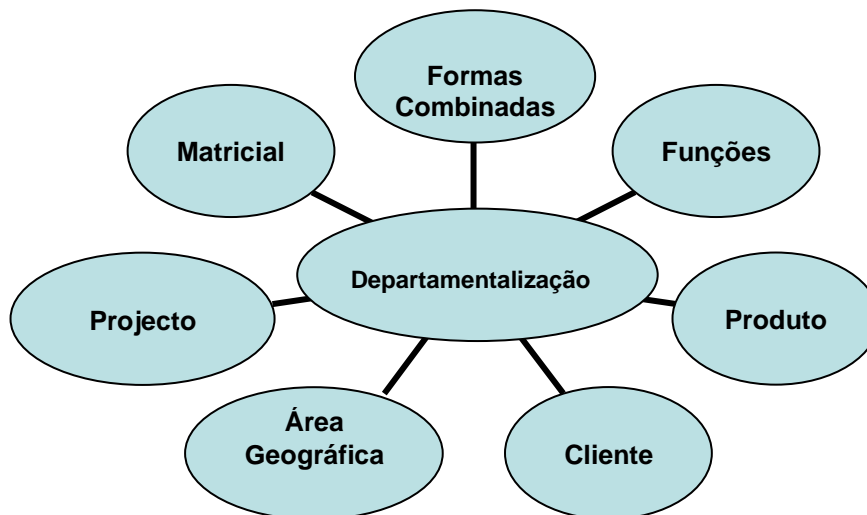 Formas
Combinadas
Matricial
Funções
Departamentalização
Projecto
Produto
Área
Geográfica
Cliente